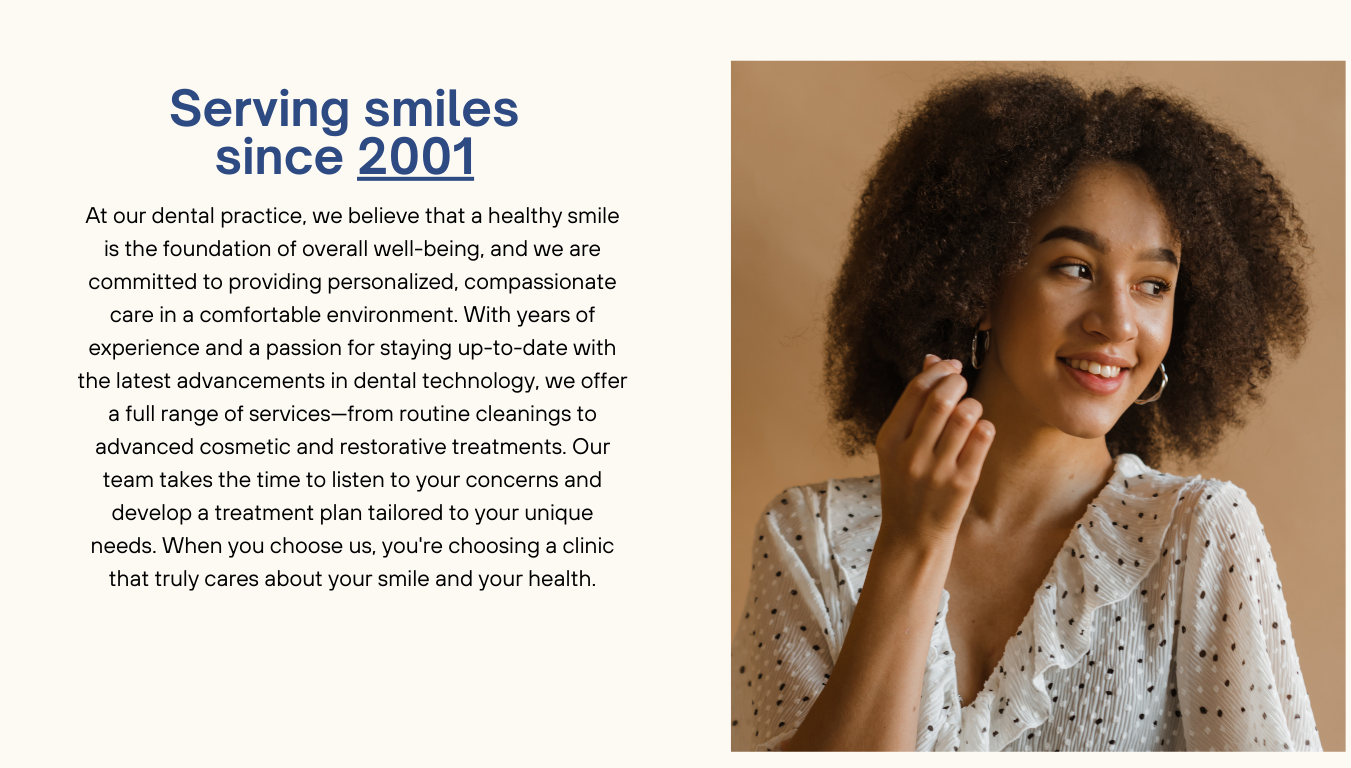 Serving smiles
since 2001
At our dental practice, we believe that a healthy smile
is the foundation of overall well-being, and we are
committed to providing personalized, compassionate
care in a comfortable environment. With years of
experience and a passion for staying up-to-date with
the latest advancements in dental technology, we offer
a full range of services—from routine cleanings to
advanced cosmetic and restorative treatments. Our
team takes the time to listen to your concerns and
develop a treatment plan tailored to your unique
needs. When you choose us, you're choosing a clinic
that truly cares about your smile and your health.